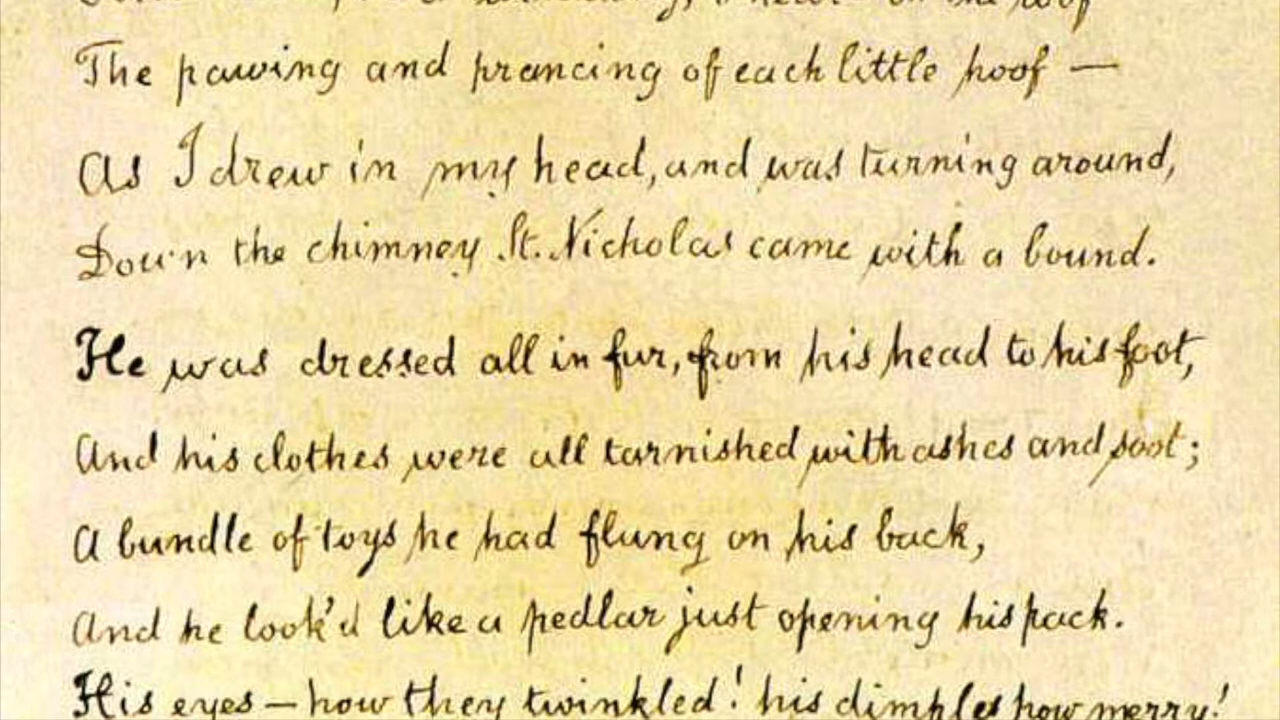 on the roof
The pawing and prancing of each little hoof —
As I drew in my head, and was turning around,
Down the chimney St. Nicholas came with a bound.
He was dressed all in fur, from his head to his foot,
And his clothes were all tarnished with ashes and soot;
A bundle of toys he had flung on his back,
And he look'd like a pedlar just opening his pack.
His eyes — how they twinkled! his dimples how merry!